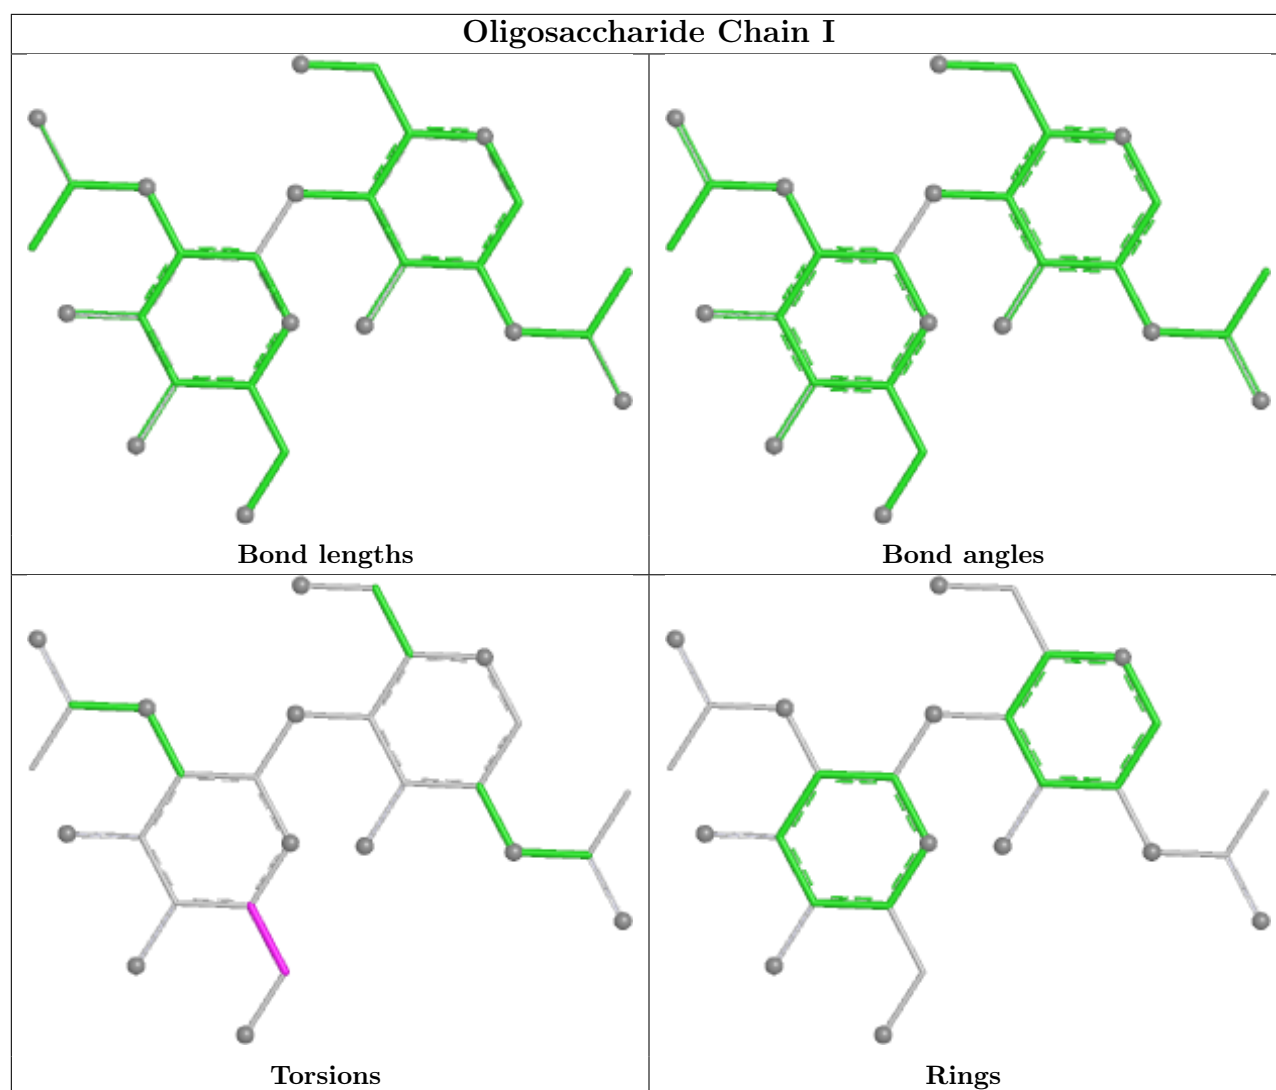 Oligosaccharide Chain I
Bond lengths
Bond angles
Torsions
Rings